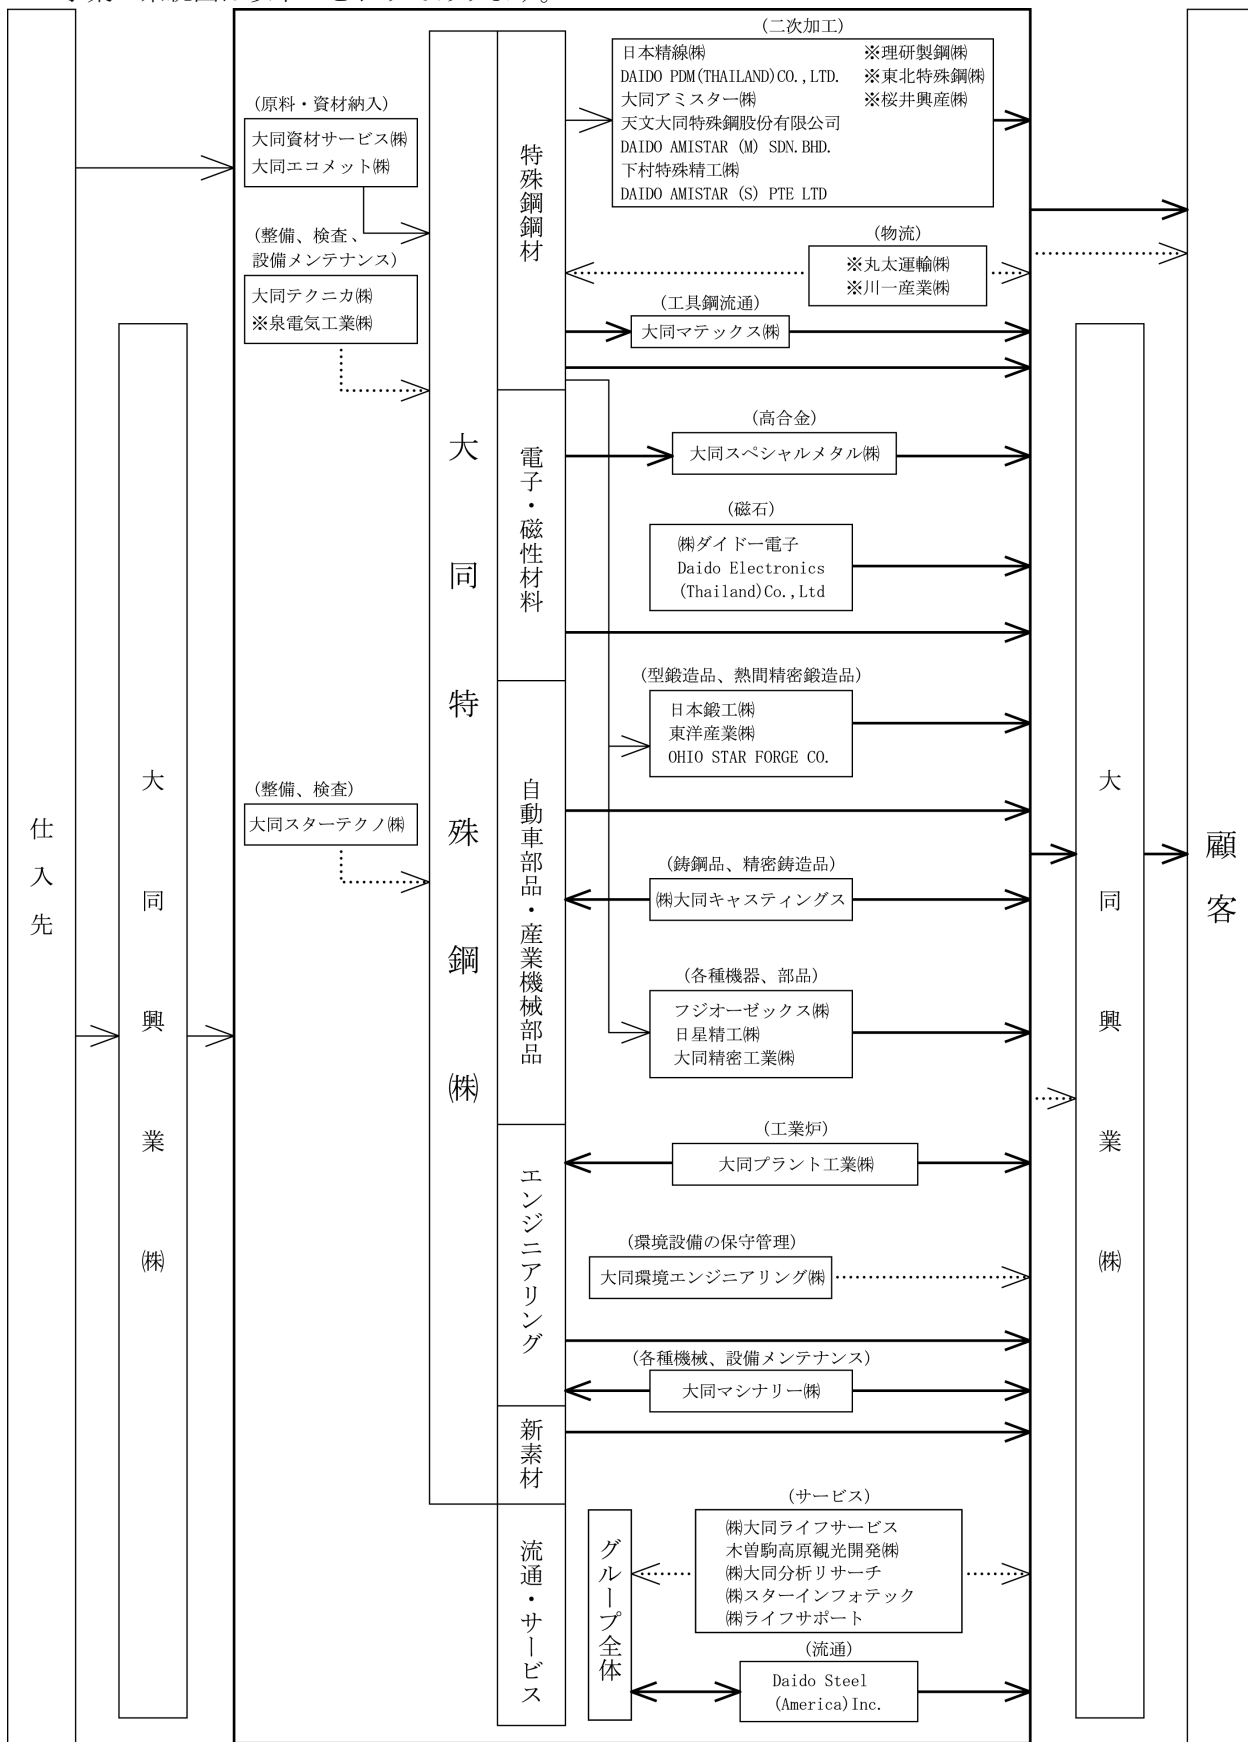 仕入先
大同興業㈱
(原料・資材納入)
大同資材サービス㈱
大同エコメット㈱
(整備、検査、
設備メンテナンス)
大同テクニカ㈱
※泉電気工業㈱
(整備、検査)
大同スターテクノ㈱
大同特殊鋼㈱
特殊鋼鋼材
(二次加工)
日本精線㈱
DAIDO PDM(THAILAND)CO.,LTD.
大同アミスター㈱
天文大同特殊鋼股份有限公司
DAIDO AMISTAR (M) SDN.BHD.
下村特殊精工㈱
DAIDO AMISTAR (S) PTE LTD
※理研製鋼㈱
※東北特殊鋼㈱
※桜井興産㈱
(物流)
※丸太運輸㈱
※川一産業㈱
(工具鋼流通)
大同マテックス㈱
電子・磁性材料
(高合金)
大同スペシャルメタル㈱
(磁石)
㈱ダイドー電子
Daido Electronics
(Thailand)Co.,Ltd
自動車部品・産業機械部品
(型鍛造品、熱間精密鍛造品)
日本鍛工㈱
東洋産業㈱
OHIO STAR FORGE CO.
(鋳鋼品、精密鋳造品)
㈱大同キャスティングス
(各種機器、部品)
フジオーゼックス㈱
日星精工㈱
大同精密工業㈱
エンジニアリング
(工業炉)
大同プラント工業㈱
(環境設備の保守管理)
大同環境エンジニアリング㈱
(各種機械、設備メンテナンス)
大同マシナリー㈱
新素材
流通・サービス
グループ全体
(サービス)
㈱大同ライフサービス
木曽駒高原観光開発㈱
㈱大同分析リサーチ
㈱スターインフォテック
㈱ライフサポート
(流通)
Daido Steel
(America)Inc.
大同興業㈱
顧客